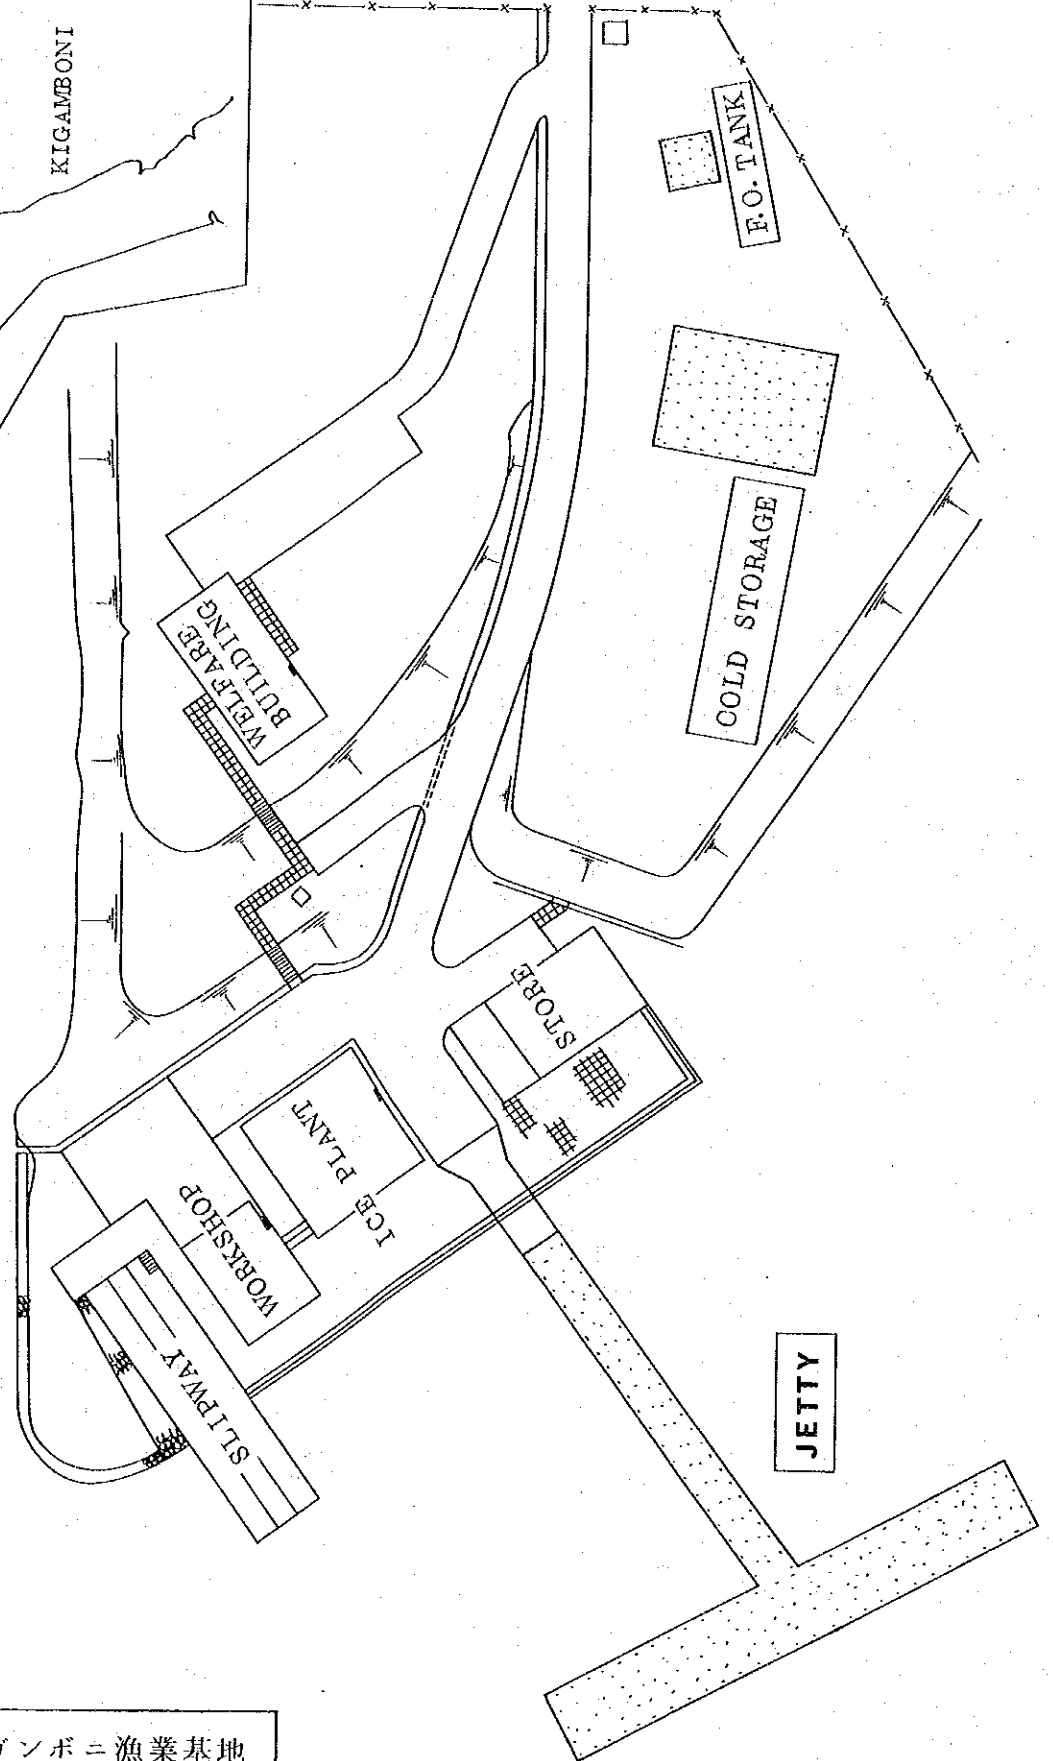 KIGAMBONI
F.O. TANK
COLD STORAGE
WELFARE
BUILDING
STORE
ICE PLANT
WORKSHOP
SLIPWAY
JETTY
ンボニ漁業基地